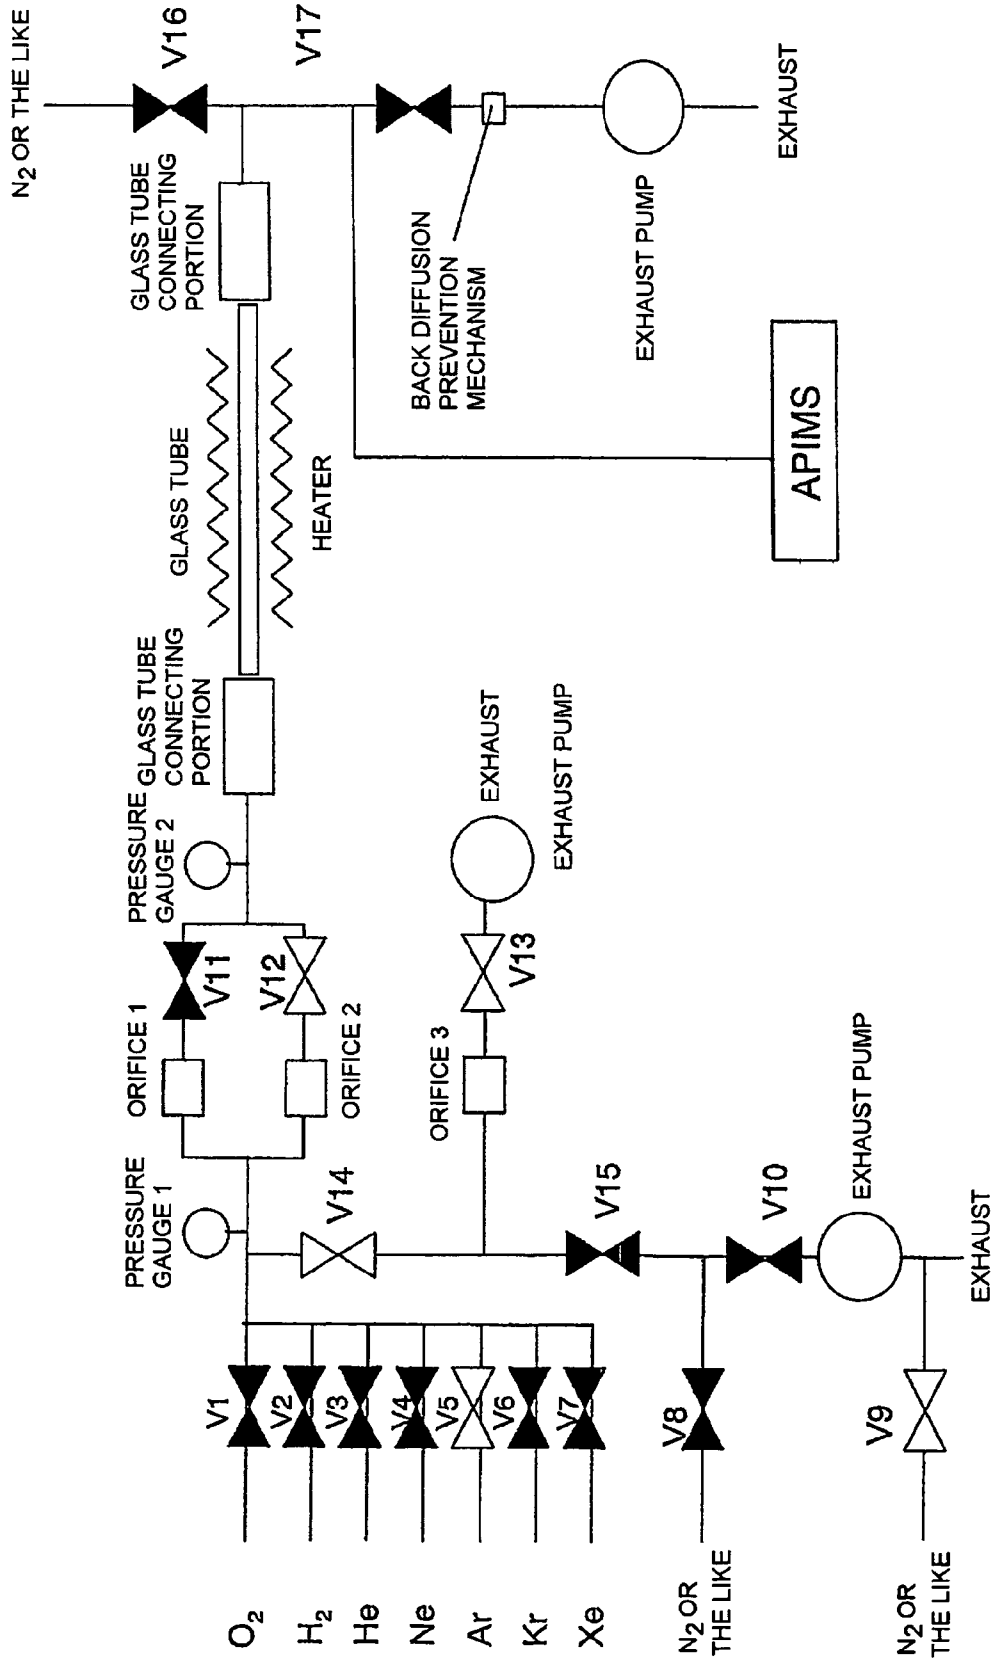 O2
H2
He
Ne
Ar
Kr
Xe
N2 OR
THE LIKE
N2 OR
THE LIKE
V1
V2
V3
V4
V5
V6
V7
V8
V9
PRESSURE
GAUGE 1
V14
V15
V10
EXHAUST PUMP
EXHAUST
ORIFICE 1
ORIFICE 2
ORIFICE 3
V11
V12
V13
PRESSURE
GAUGE 2
EXHAUST
EXHAUST PUMP
GLASS TUBE
CONNECTING
PORTION
GLASS TUBE
HEATER
GLASS TUBE
CONNECTING
PORTION
N2 OR THE LIKE
V16
V17
BACK DIFFUSION
PREVENTION
MECHANISM
EXHAUST PUMP
EXHAUST
APIMS